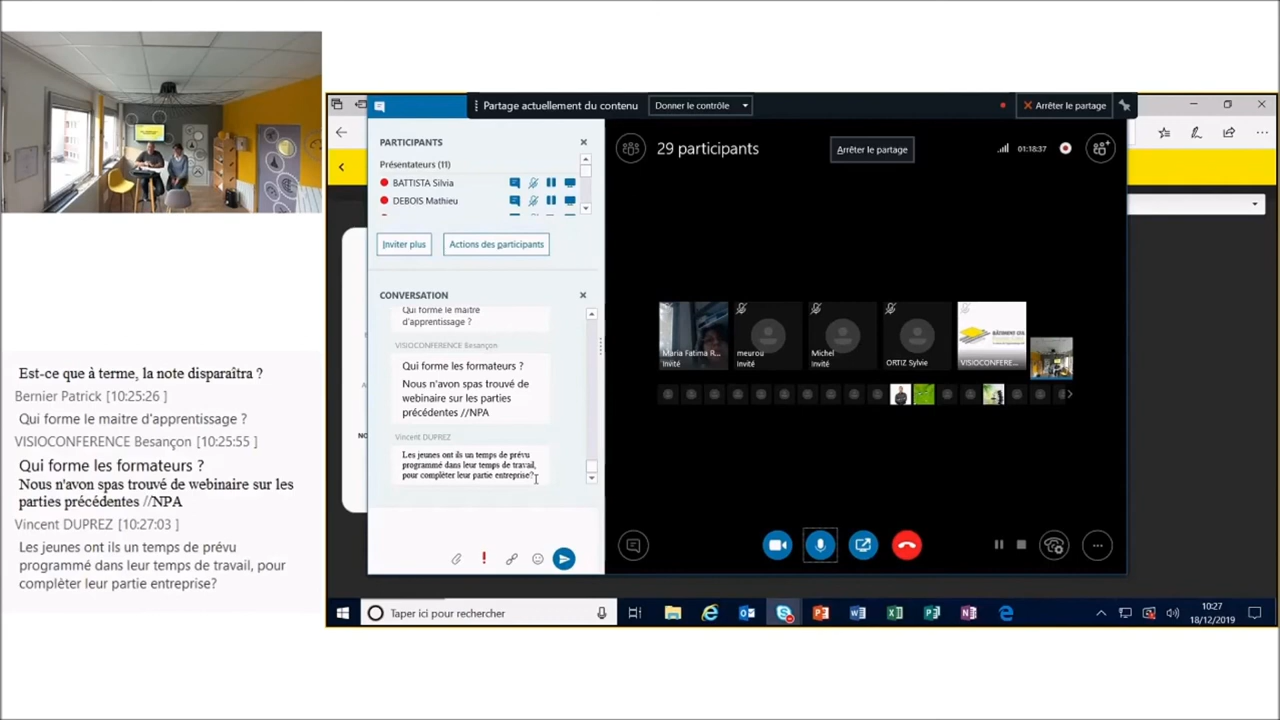 Est-ce que à terme, la note disparaîtra ?
Bernier Patrick [10:25:26 ]
Qui forme le maitre d'apprentissage ?
VISIOCONFERENCE Besançon [10:25:55 ]
Qui forme les formateurs ?
Nous n'avon spas trouvé de webinaire sur les
parties précédentes //NPA
Vincent DUPREZ [10:27:03 ]
Les jeunes ont ils un temps de prévu
programmé dans leur temps de travail, pour
complèter leur partie entreprise?
Partage actuellement du contenu
Donner le contrôle
Arrêter le partage
PARTICIPANTS
Présentateurs (11)
BATTISTA Silvia
DEBOIS Mathieu
Inviter plus
Actions des participants
CONVERSATION
Qui forme le maitre
d'apprentissage ?
VISIOCONFERENCE Besançon
Qui forme les formateurs ?
Nous n'avon spas trouvé de
webinaire sur les parties
précédentes //NPA
Vincent DUPREZ
Les jeunes ont ils un temps de prévu
programmé dans leur temps de travail,
pour complèter leur partie entreprise?
29 participants
Arrêter le partage
01:18:37
Maria Fatima R...
Invité
meurou
Invité
Michel
Invité
ORTIZ Sylvie
VISIOCONFERE...
Taper ici pour rechercher
10:27
18/12/2019